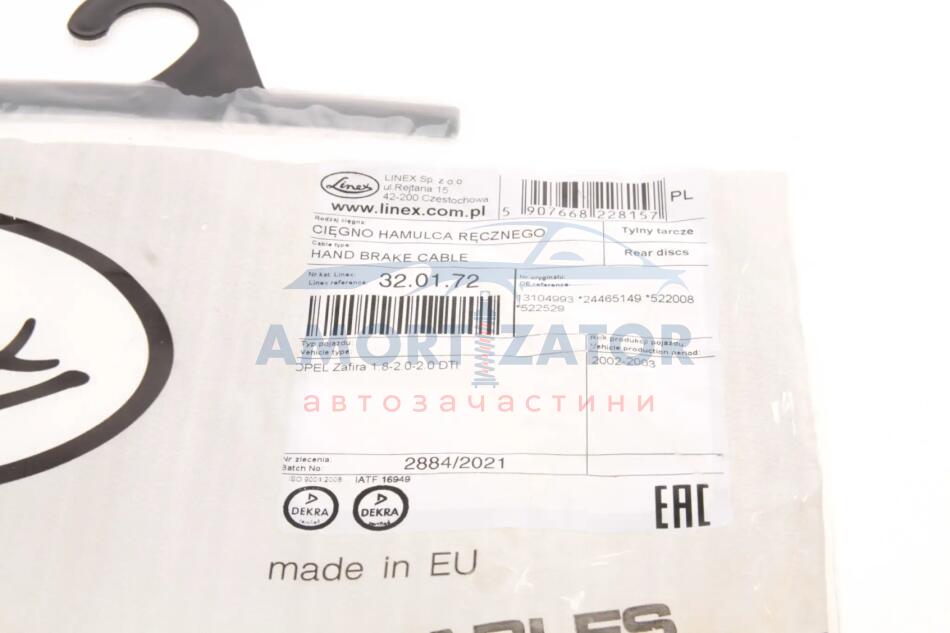 Linex
LINEX Sp. z o.o
ul.Rejtana 15
42-200 Czestochowa
www.linex.com.pl
5 907668 228157
PL
Rodzaj cięgna:
CIĘGNO HAMULCA RĘCZNEGO
Tylny tarcze
Cable type
HAND BRAKE CABLE
Rear discs
Nr kat. Linex:
Linex reference:
32.01.72
Nr oryginału:
OE reference:
13104993 *24465149 *522008
*522529
AMORTIZATOR
автозачастини
Typ pojazdu
Vehicle type:
OPEL Zafira 1.8-2.0-2.0 DTI
Rok produkcji pojazdu:
Vehicle production period:
2002-2003
Nr zlecenia:
Batch No:
2884/2021
ISO 9001:2008 IATF 16949
DEKRA
DEKRA
EAC
made in EU